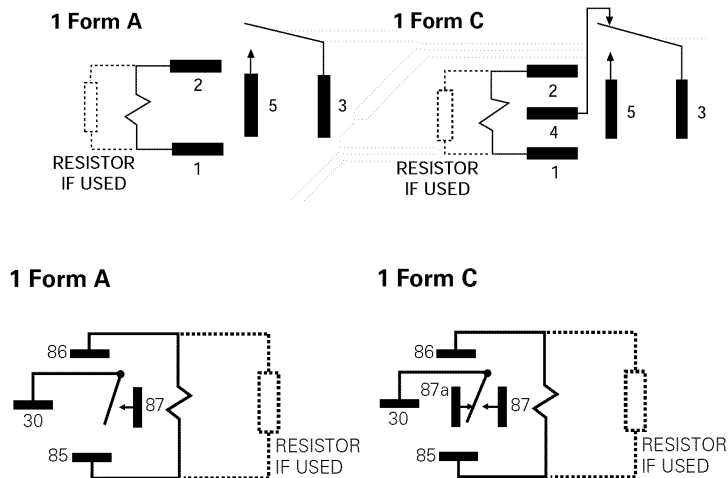 1 Form A
2
5
3
1
RESISTOR
IF USED
1 Form C
2
4
5
3
1
RESISTOR
IF USED
1 Form A
86
30
87
85
RESISTOR
IF USED
1 Form C
86
87a
30
87
85
RESISTOR
IF USED